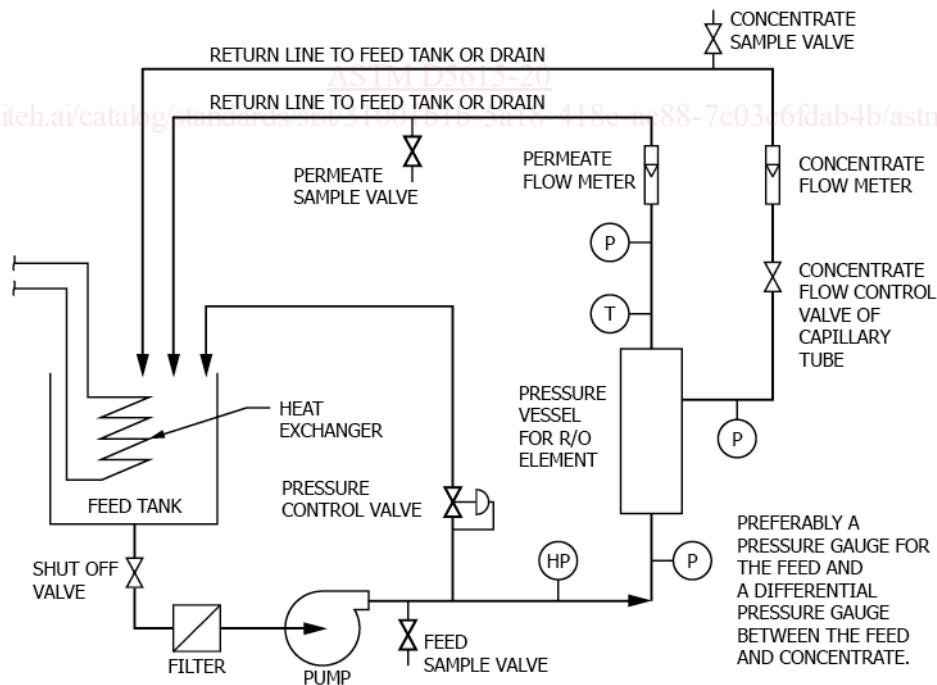 CONCENTRATE
SAMPLE VALVE
RETURN LINE TO FEED TANK OR DRAIN
ASTM D5615-20
RETURN LINE TO FEED TANK OR DRAIN
PERMEATE
SAMPLE VALVE
PERMEATE
FLOW METER
CONCENTRATE
FLOW METER
P
T
CONCENTRATE
FLOW CONTROL
VALVE OF
CAPILLARY
TUBE
HEAT
EXCHANGER
PRESSURE
VESSEL
FOR R/O
ELEMENT
P
FEED TANK
PRESSURE
CONTROL VALVE
SHUT OFF
VALVE
HP
P
PREFERABLY A
PRESSURE GAUGE FOR
THE FEED AND
A DIFFERENTIAL
PRESSURE GAUGE
BETWEEN THE FEED
AND CONCENTRATE.
FILTER
PUMP
FEED
SAMPLE VALVE